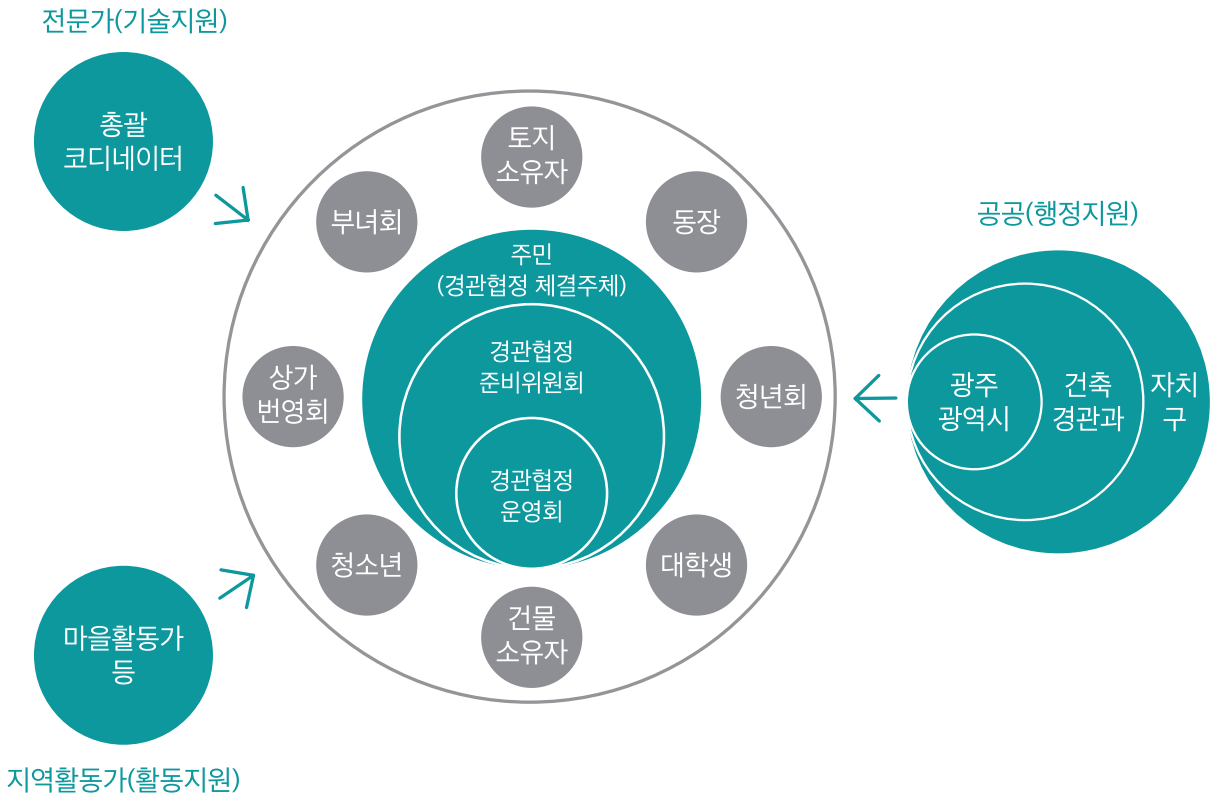 전문가(기술지원)
총괄
코디네이터
토지
소유자
부녀회
동장
주민
(경관협정 체결주체)
경관협정
준비위원회
경관협정
운영회
상가
번영회
청년회
청소년
대학생
건물
소유자
공공(행정지원)
광주
광역시
건축
경관과
자치
구
마을활동가
등
지역활동가(활동지원)